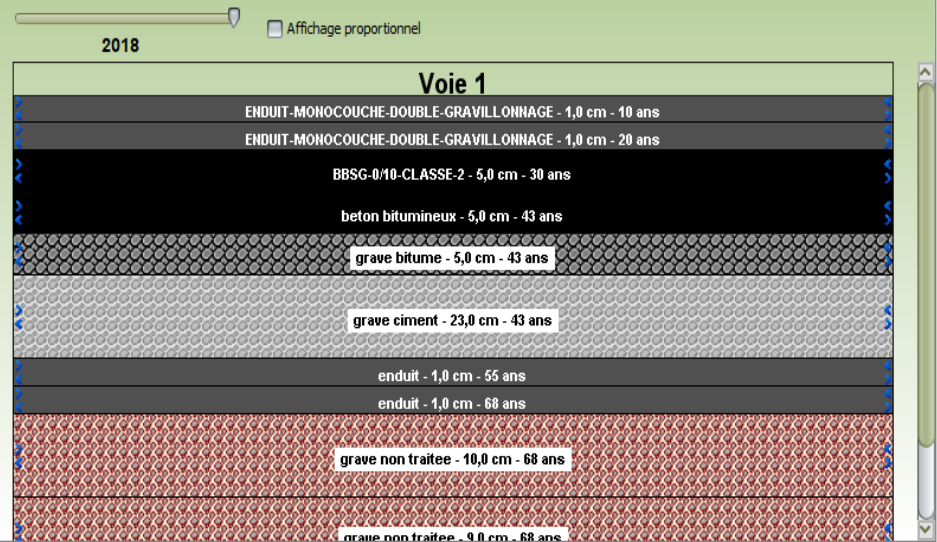 Affichage proportionnel
2018
Voie 1
ENDUIT-MONOCOUCHE-DOUBLE-GRAVILLONNAGE - 1,0 cm - 10 ans
ENDUIT-MONOCOUCHE-DOUBLE-GRAVILLONNAGE - 1,0 cm - 20 ans
BBSG-0/10-CLASSE-2 - 5,0 cm - 30 ans
beton bitumineux - 5,0 cm - 43 ans
grave bitume - 5,0 cm - 43 ans
grave ciment - 23,0 cm - 43 ans
enduit - 1,0 cm - 55 ans
enduit - 1,0 cm - 68 ans
grave non traitee - 10,0 cm - 68 ans
grave non traitee - 9,0 cm - 68 ans